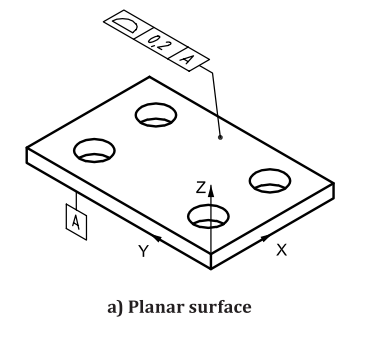 ⌓ 0,2 A
Z
A
Y
X
a) Planar surface